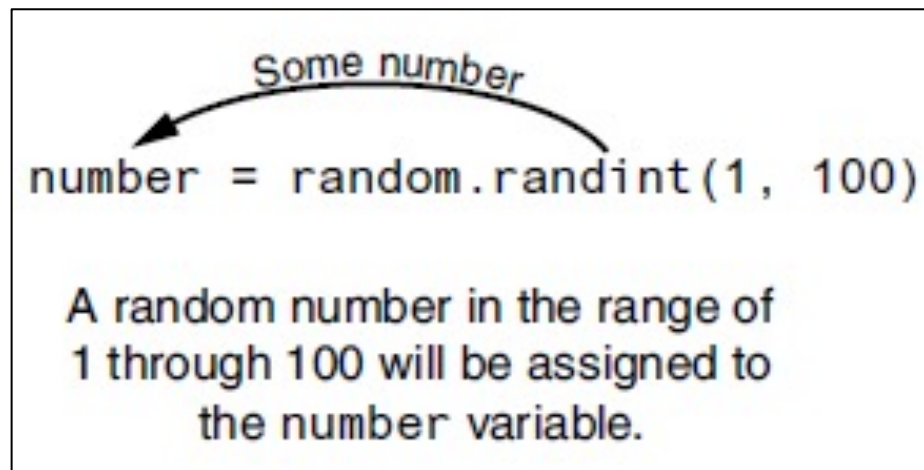 Some number
number = random.randint(1, 100)
A random number in the range of
1 through 100 will be assigned to
the number variable.